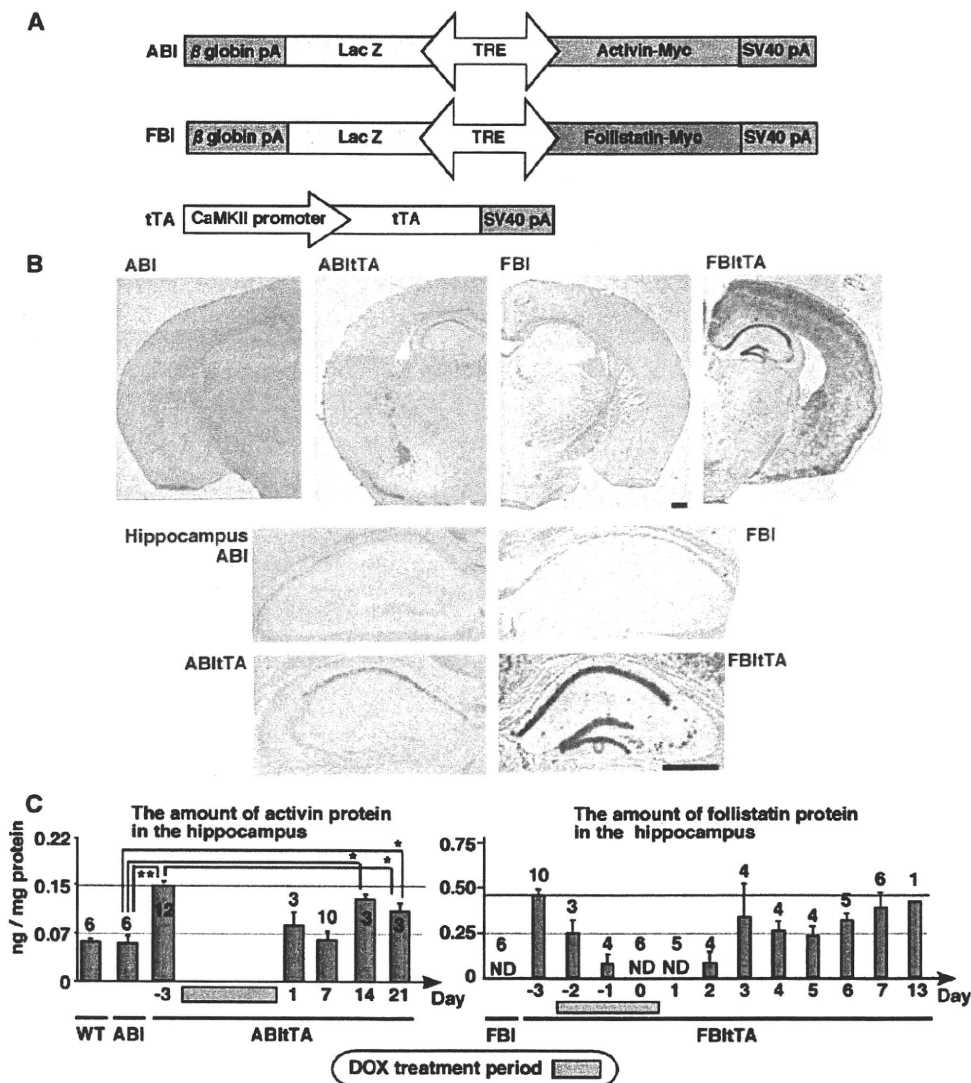 A
ABI β globin pA Lac Z TRE Activin-Myc SV40 pA
FBI β globin pA Lac Z TRE Follistatin-Myc SV40 pA
tTA CaMKII promoter tTA SV40 pA
B
ABI ABItTA FBI FBItTA
Hippocampus
ABI FBI
ABItTA FBItTA
C
The amount of activin protein
in the hippocampus
ng / mg protein
0.22
0.15
0.07
0
6 6 12 3 10 3 3
** * * *
-3 1 7 14 21 Day
WT ABI ABItTA
The amount of follistatin protein
in the hippocampus
0.75
0.50
0.25
0
6 10 3 4 6 5 4 3 4 4 5 6 1
ND ND ND
-3 -2 -1 0 1 2 3 4 5 6 7 13 Day
FBI FBItTA
DOX treatment period